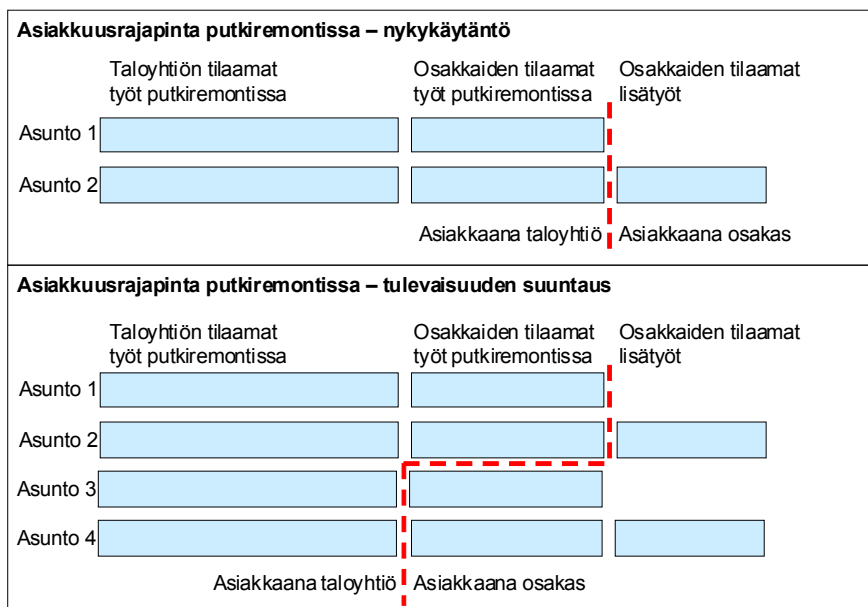 Asiakkuusrajapinta putkiremontissa – nykykäytäntö
Taloyhtiön tilaamat
työt putkiremontissa
Osakkaiden tilaamat
työt putkiremontissa
Osakkaiden tilaamat
lisätyöt
Asunto 1
Asunto 2
Asiakkaana taloyhtiö
Asiakkaana osakas
Asiakkuusrajapinta putkiremontissa – tulevaisuuden suuntaus
Taloyhtiön tilaamat
työt putkiremontissa
Osakkaiden tilaamat
työt putkiremontissa
Osakkaiden tilaamat
lisätyöt
Asunto 1
Asunto 2
Asunto 3
Asunto 4
Asiakkaana taloyhtiö
Asiakkaana osakas